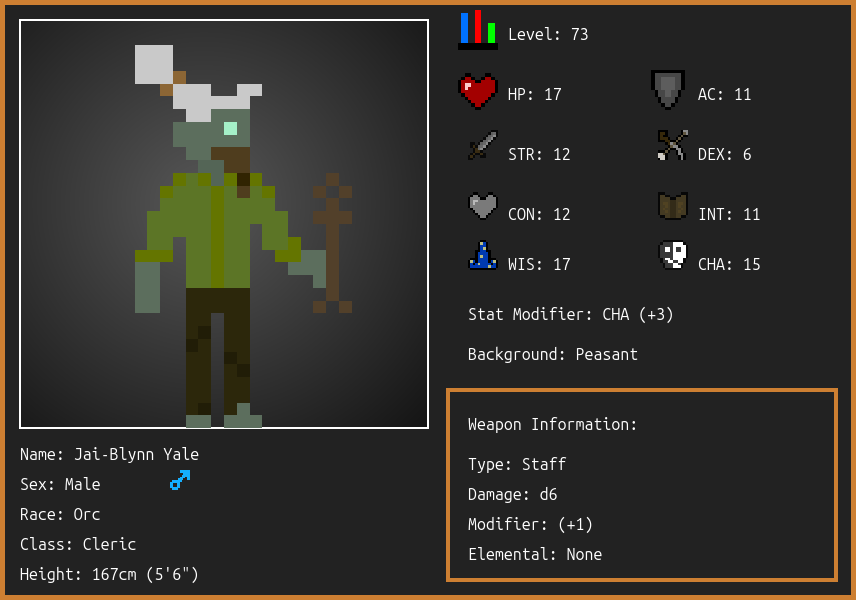 Level: 73
HP: 17
AC: 11
STR: 12
DEX: 6
CON: 12
INT: 11
WIS: 17
CHA: 15
Stat Modifier: CHA (+3)
Background: Peasant
Weapon Information:
Type: Staff
Damage: d6
Modifier: (+1)
Elemental: None
Name: Jai-Blynn Yale
Sex: Male
Race: Orc
Class: Cleric
Height: 167cm (5'6")